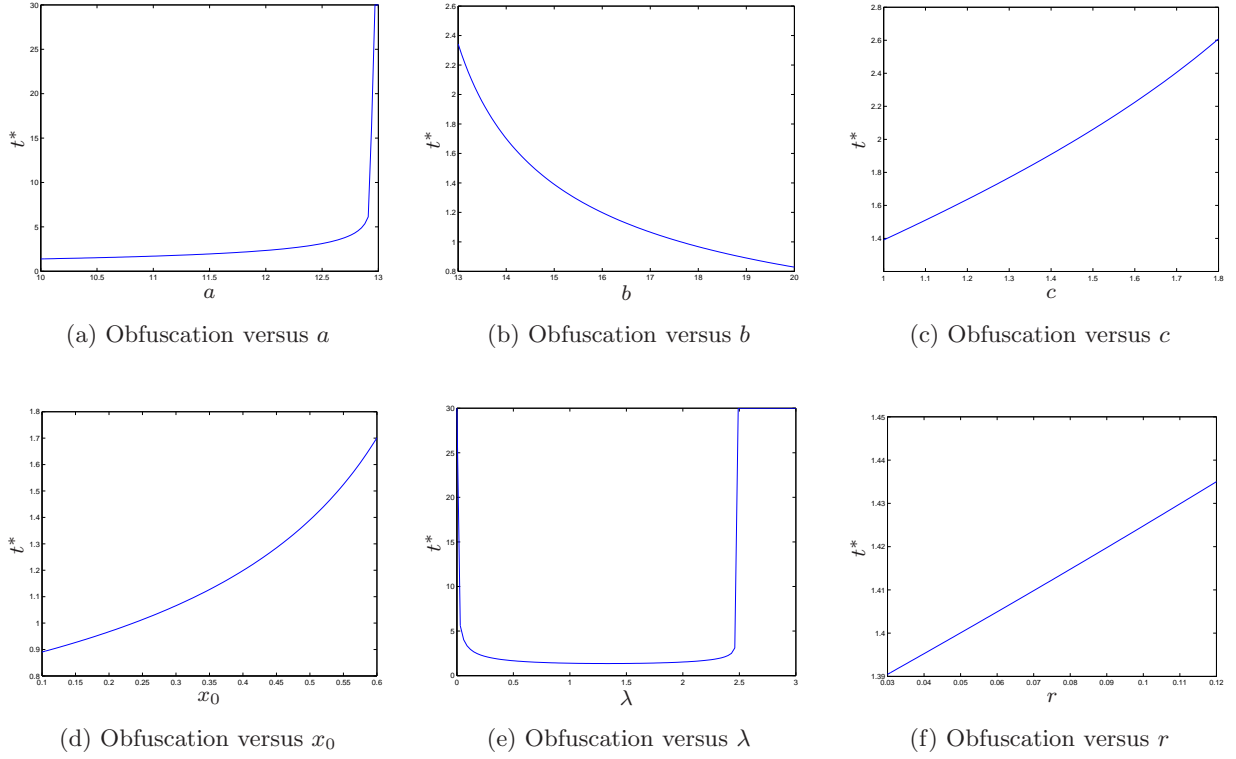 30
25
20
15
10
5
0
t*
10 10.5 11 11.5 12 12.5 13
a
(a) Obfuscation versus a
2.6
2.4
2.2
2
1.8
1.6
1.4
1.2
1
0.8
t*
13 14 15 16 17 18 19 20
b
(b) Obfuscation versus b
2.8
2.6
2.4
2.2
2
1.8
1.6
1.4
t*
1 1.1 1.2 1.3 1.4 1.5 1.6 1.7 1.8
c
(c) Obfuscation versus c
1.8
1.7
1.6
1.5
1.4
1.3
1.2
1.1
1
0.9
0.8
t*
0.1 0.15 0.2 0.25 0.3 0.35 0.4 0.45 0.5 0.55 0.6
x₀
(d) Obfuscation versus x₀
30
25
20
15
10
5
0
t*
0 0.5 1 1.5 2 2.5 3
λ
(e) Obfuscation versus λ
1.45
1.44
1.43
1.42
1.41
1.4
1.39
t*
0.03 0.04 0.05 0.06 0.07 0.08 0.09 0.1 0.11 0.12
r
(f) Obfuscation versus r